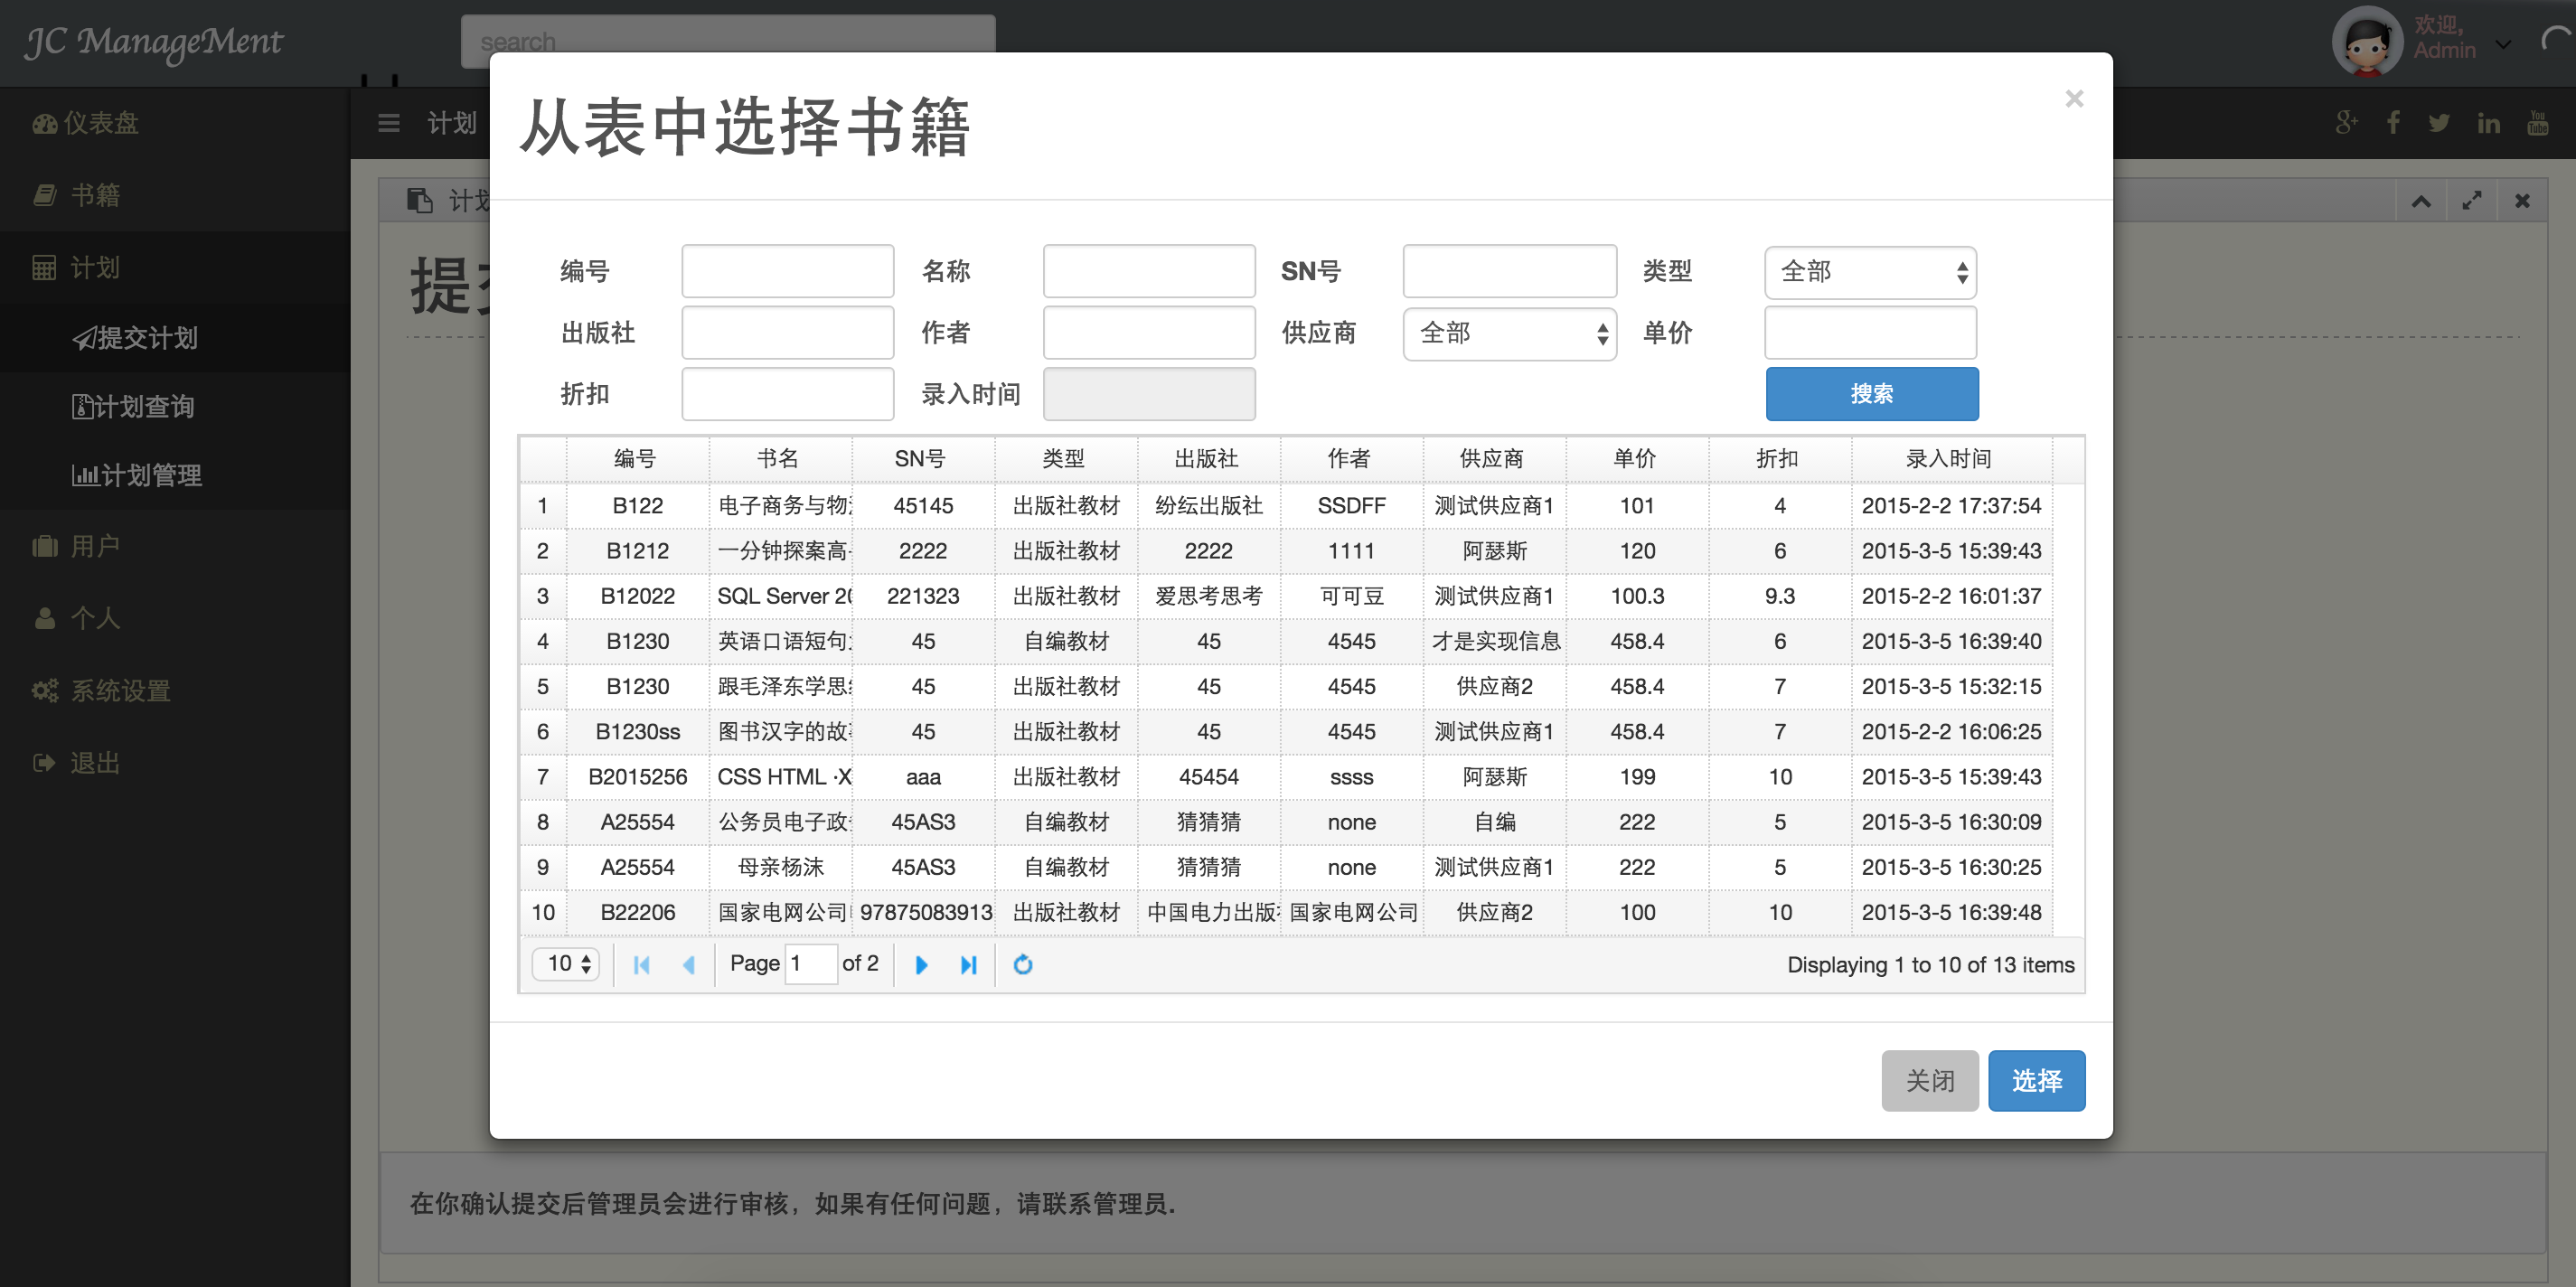 JC ManageMent
search
欢迎,
Admin
仪表盘
书籍
计划
提交计划
计划查询
计划管理
用户
个人
系统设置
退出
计划
从表中选择书籍
×
编号 名称 SN号 类型 全部
出版社 作者 供应商 全部 单价
折扣 录入时间 搜索
编号 书名 SN号 类型 出版社 作者 供应商 单价 折扣 录入时间
1 B122 电子商务与物 45145 出版社教材 纷纭出版社 SSDFF 测试供应商1 101 4 2015-2-2 17:37:54
2 B1212 一分钟探案高 2222 出版社教材 2222 1111 阿瑟斯 120 6 2015-3-5 15:39:43
3 B12022 SQL Server 20 221323 出版社教材 爱思考思考 可可豆 测试供应商1 100.3 9.3 2015-2-2 16:01:37
4 B1230 英语口语短句 45 自编教材 45 4545 才是实现信息 458.4 6 2015-3-5 16:39:40
5 B1230 跟毛泽东学思 45 出版社教材 45 4545 供应商2 458.4 7 2015-3-5 15:32:15
6 B1230ss 图书汉字的故 45 出版社教材 45 4545 测试供应商1 458.4 7 2015-2-2 16:06:25
7 B2015256 CSS HTML ·X aaa 出版社教材 45454 ssss 阿瑟斯 199 10 2015-3-5 15:39:43
8 A25554 公务员电子政 45AS3 自编教材 猜猜猜 none 自编 222 5 2015-3-5 16:30:09
9 A25554 母亲杨沫 45AS3 自编教材 猜猜猜 none 测试供应商1 222 5 2015-3-5 16:30:25
10 B22206 国家电网公司 97875083913 出版社教材 中国电力出版 国家电网公司 供应商2 100 10 2015-3-5 16:39:48
10 Page 1 of 2 Displaying 1 to 10 of 13 items
关闭 选择
在你确认提交后管理员会进行审核，如果有任何问题，请联系管理员.